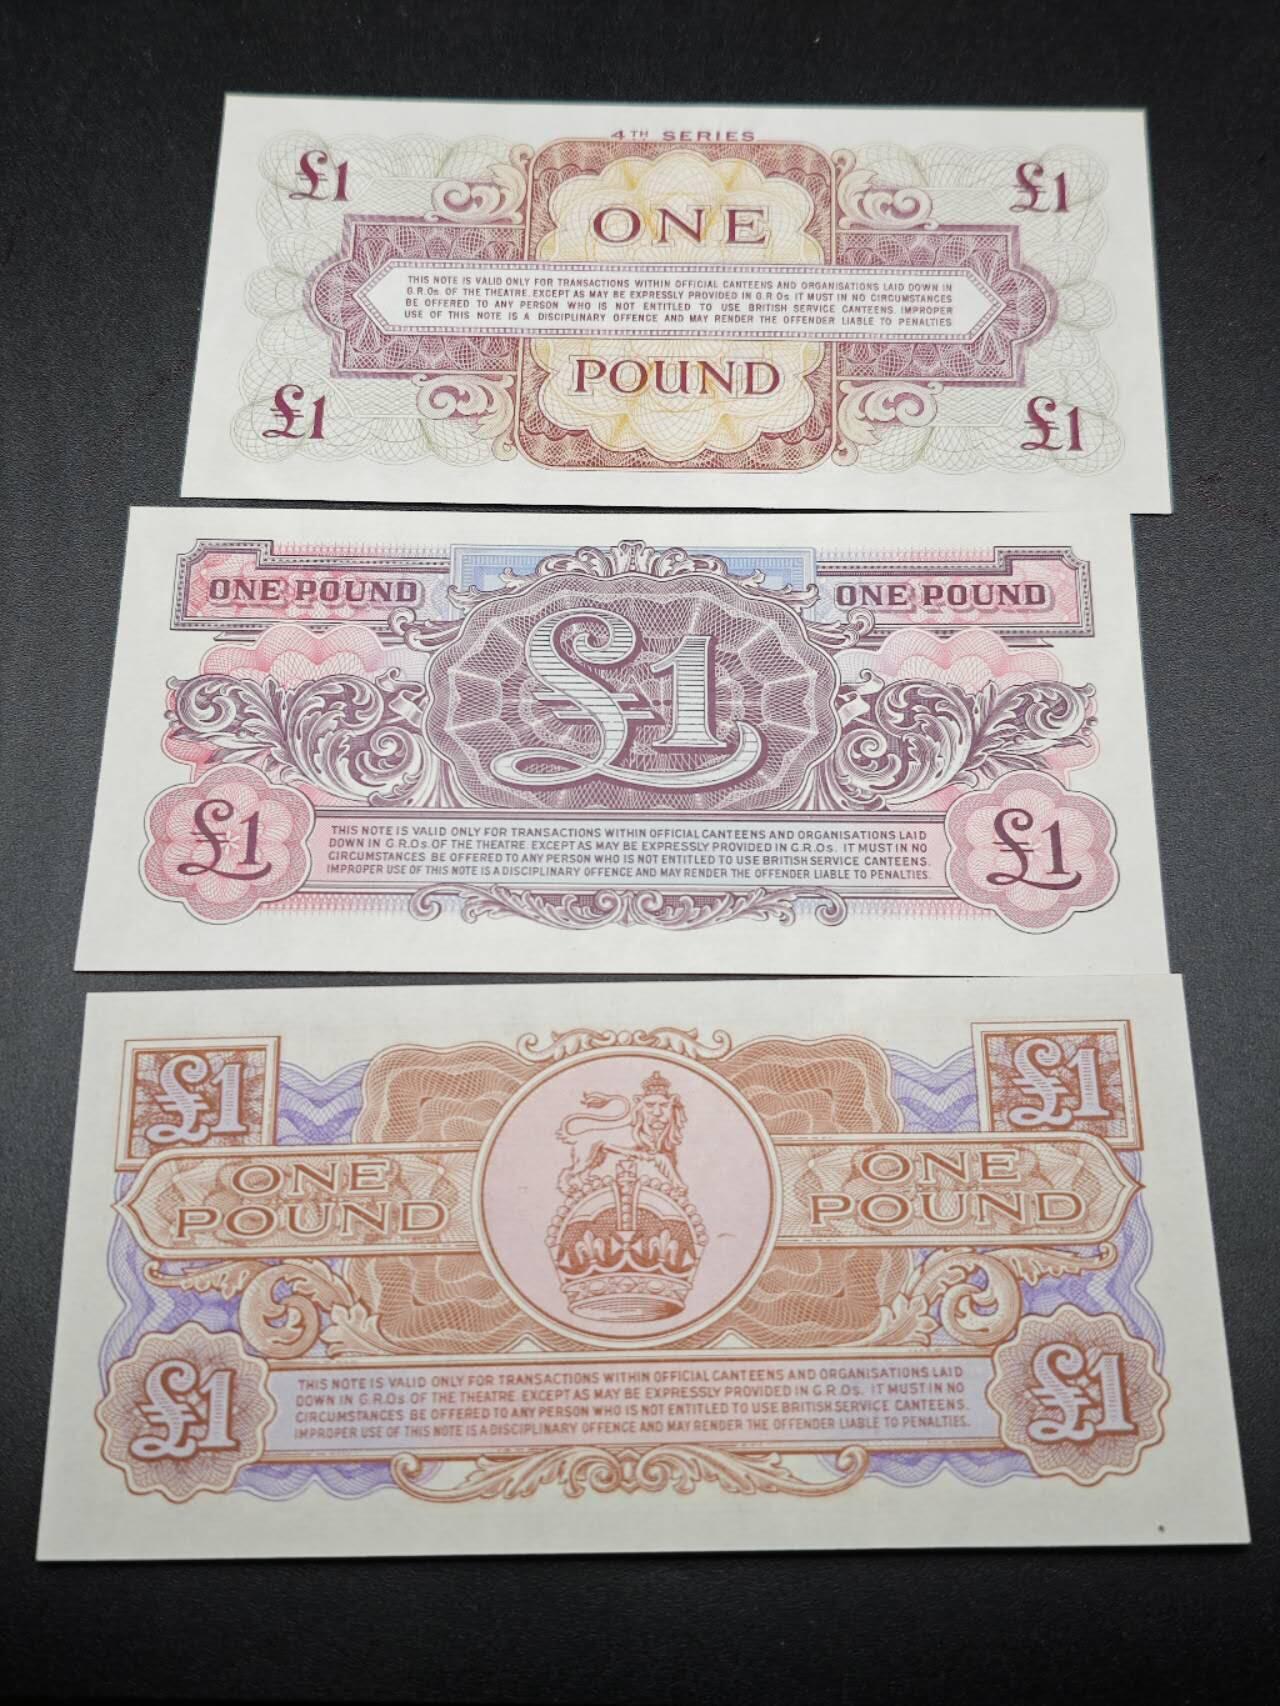 4TH SERIES
£1 ONE £1
THIS NOTE IS VALID ONLY FOR TRANSACTIONS WITHIN OFFICIAL CANTEENS AND ORGANISATIONS LAID DOWN IN
G.R.Os. OF THE THEATRE. EXCEPT AS MAY BE EXPRESSLY PROVIDED IN G.R.Os. IT MUST IN NO CIRCUMSTANCES
BE OFFERED TO ANY PERSON WHO IS NOT ENTITLED TO USE BRITISH SERVICE CANTEENS. IMPROPER
USE OF THIS NOTE IS A DISCIPLINARY OFFENCE AND MAY RENDER THE OFFENDER LIABLE TO PENALTIES
POUND
£1 £1
ONE POUND ONE POUND
£1
£1 £1
THIS NOTE IS VALID ONLY FOR TRANSACTIONS WITHIN OFFICIAL CANTEENS AND ORGANISATIONS LAID
DOWN IN G.R.Os. OF THE THEATRE. EXCEPT AS MAY BE EXPRESSLY PROVIDED IN G.R.Os. IT MUST IN NO
CIRCUMSTANCES BE OFFERED TO ANY PERSON WHO IS NOT ENTITLED TO USE BRITISH SERVICE CANTEENS.
IMPROPER USE OF THIS NOTE IS A DISCIPLINARY OFFENCE AND MAY RENDER THE OFFENDER LIABLE TO PENALTIES.
£1 £1
ONE ONE
POUND POUND
£1 £1
THIS NOTE IS VALID ONLY FOR TRANSACTIONS WITHIN OFFICIAL CANTEENS AND ORGANISATIONS LAID
DOWN IN G.R.Os. OF THE THEATRE. EXCEPT AS MAY BE EXPRESSLY PROVIDED IN G.R.Os. IT MUST IN NO
CIRCUMSTANCES BE OFFERED TO ANY PERSON WHO IS NOT ENTITLED TO USE BRITISH SERVICE CANTEENS.
IMPROPER USE OF THIS NOTE IS A DISCIPLINARY OFFENCE AND MAY RENDER THE OFFENDER LIABLE TO PENALTIES.